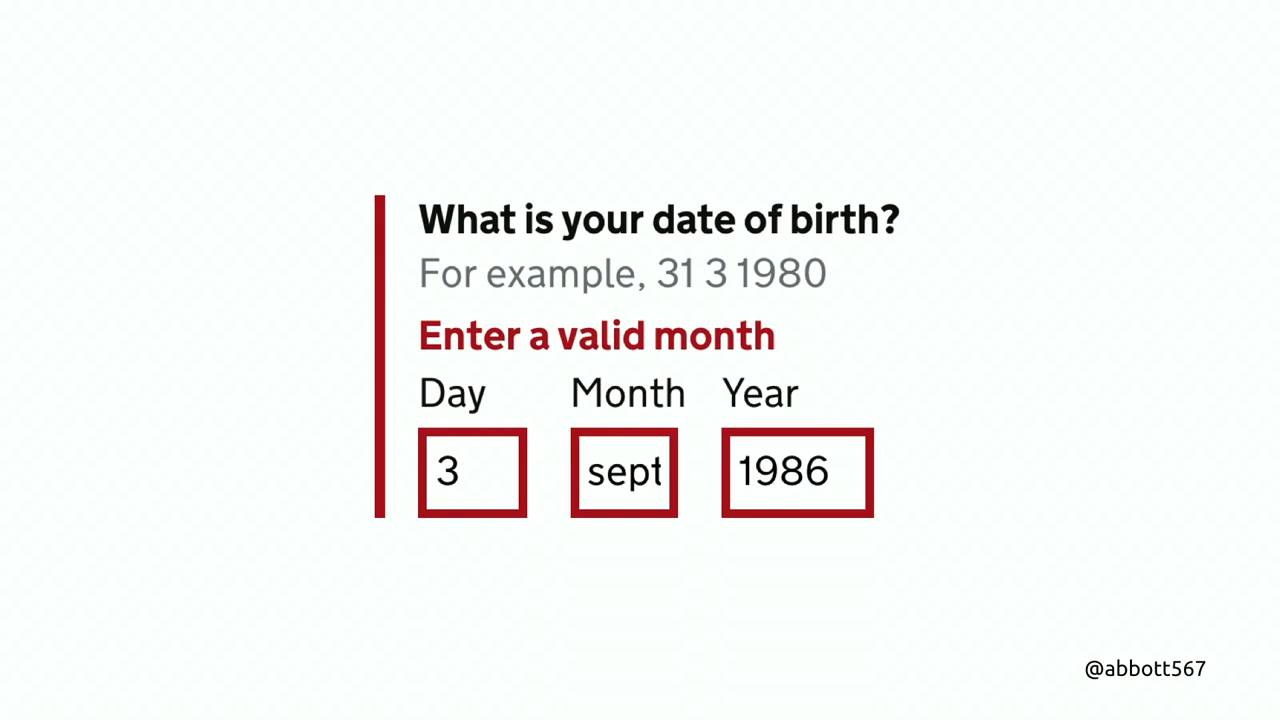 What is your date of birth?
For example, 31 3 1980
Enter a valid month
Day Month Year
3 sept 1986
@abbott567